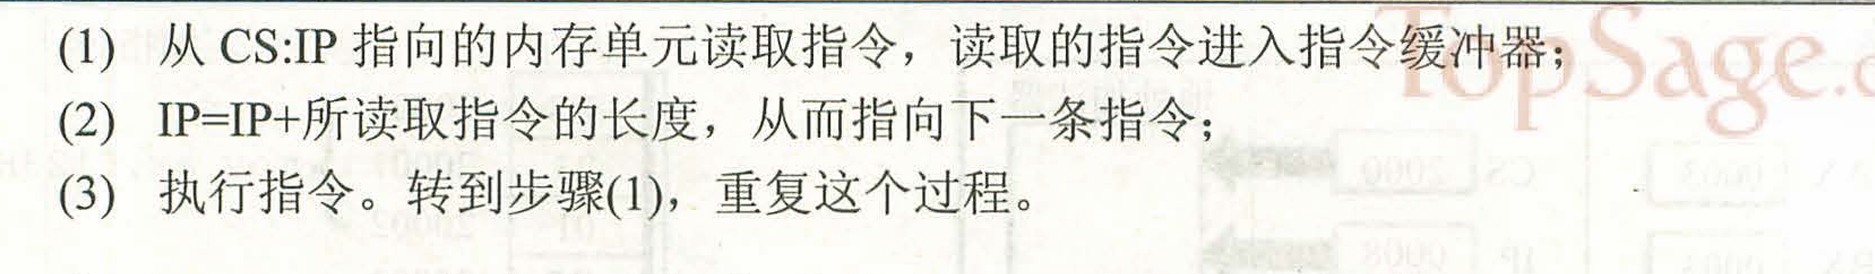 (1) 从 CS:IP 指向的内存单元读取指令，读取的指令进入指令缓冲器；
(2) IP=IP+所读取指令的长度，从而指向下一条指令；
(3) 执行指令。转到步骤(1)，重复这个过程。
TopSage.c